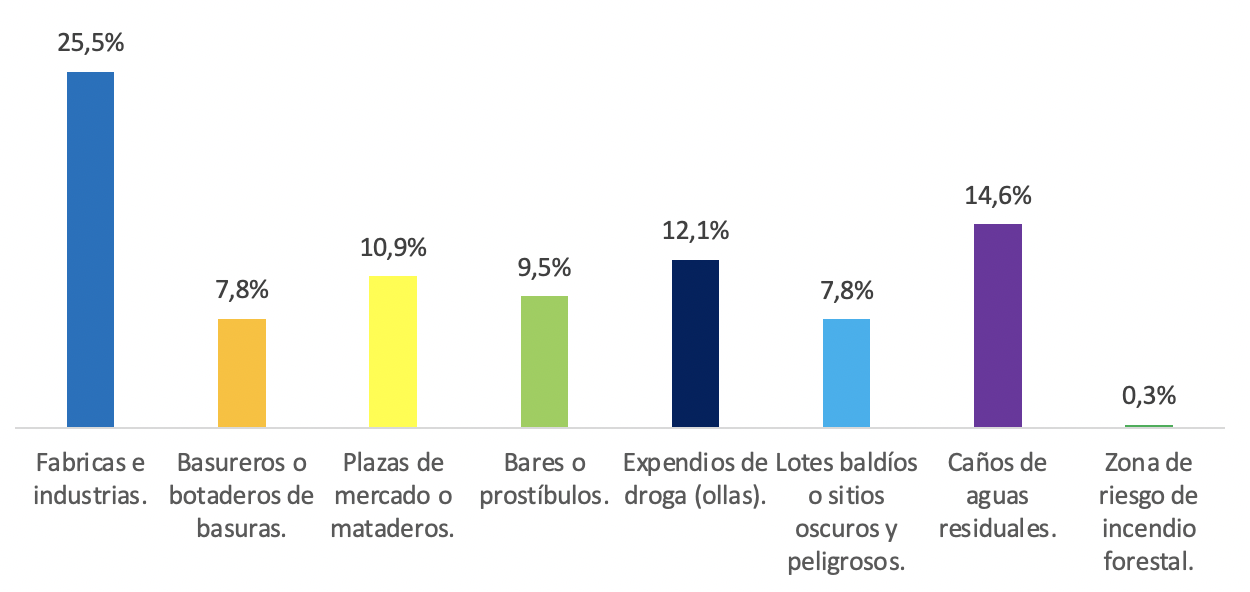 25,5%
7,8%
10,9%
9,5%
12,1%
7,8%
14,6%
0,3%
Fabricas e
industrias.
Basureros o
botaderos de
basuras.
Plazas de
mercado o
mataderos.
Bares o
prostíbulos.
Expendios de
droga (ollas).
Lotes baldíos
o sitios
oscuros y
peligrosos.
Caños de
aguas
residuales.
Zona de
riesgo de
incendio
forestal.